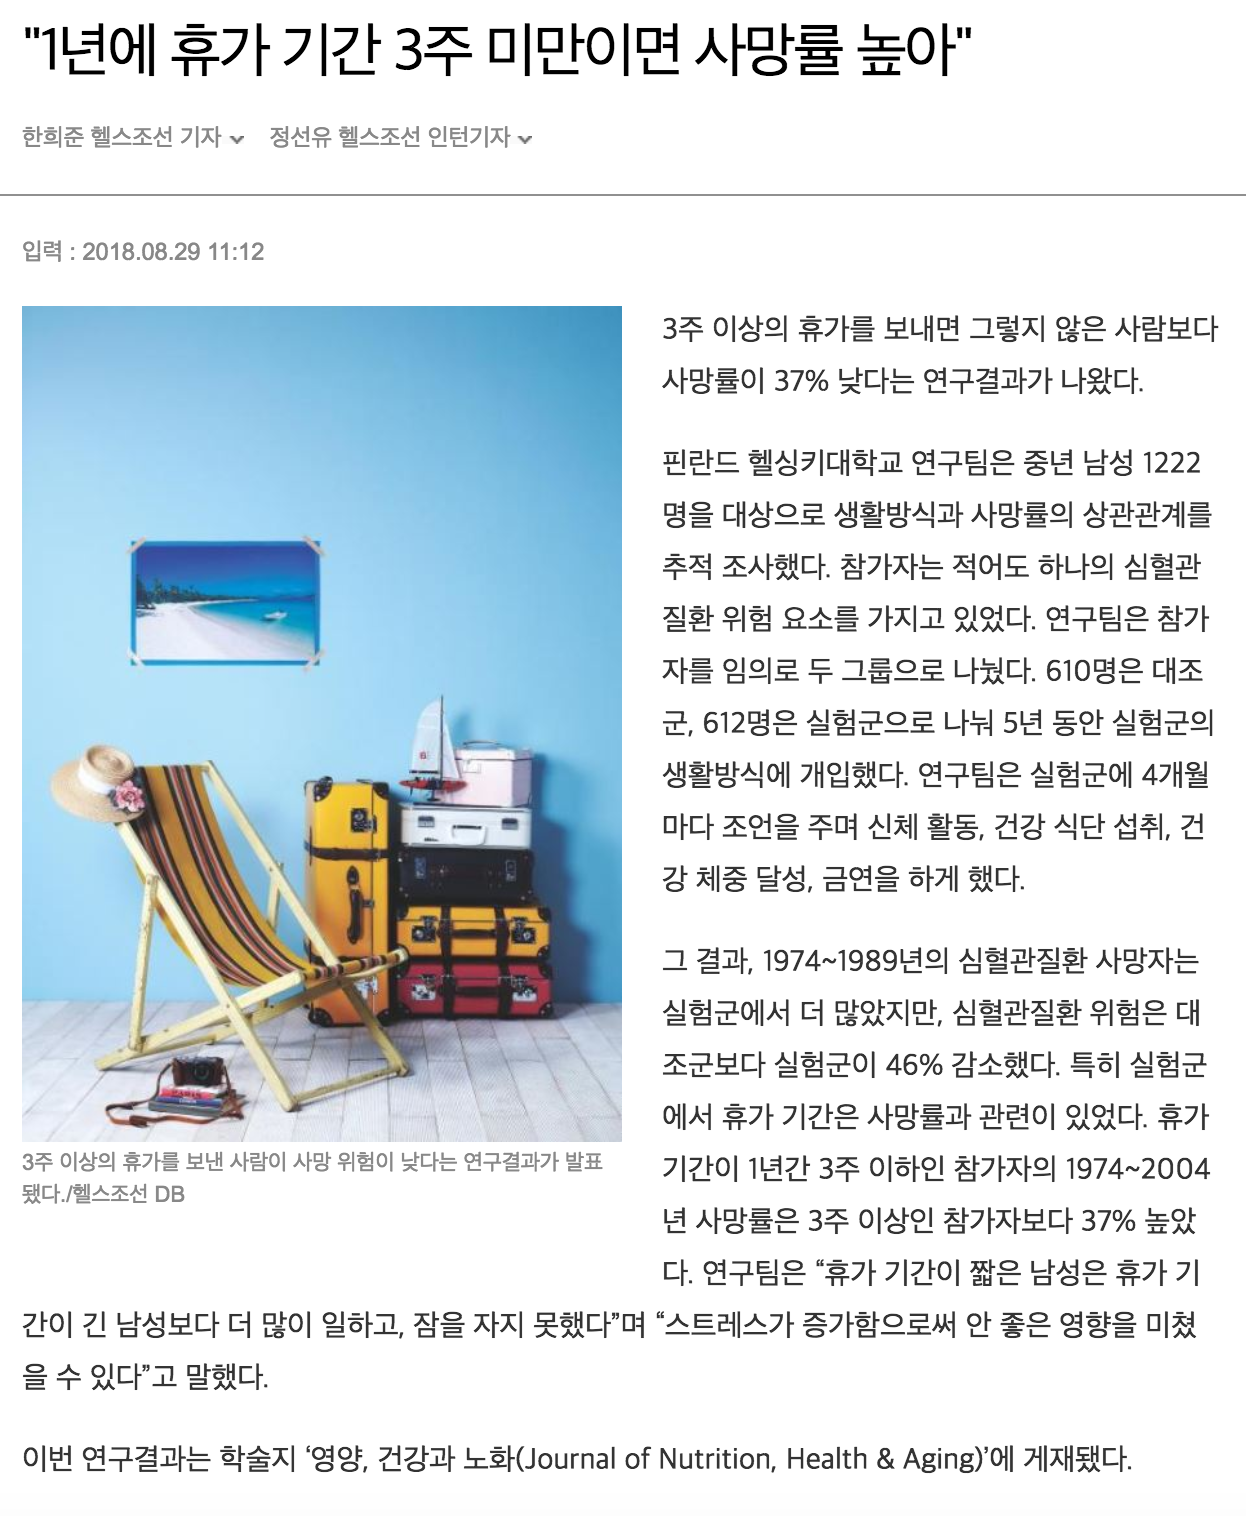 "1년에 휴가 기간 3주 미만이면 사망률 높아"
한희준 헬스조선 기자 정선유 헬스조선 인턴기자
입력 : 2018.08.29 11:12
3주 이상의 휴가를 보내면 그렇지 않은 사람보다
사망률이 37% 낮다는 연구결과가 나왔다.
핀란드 헬싱키대학교 연구팀은 중년 남성 1222
명을 대상으로 생활방식과 사망률의 상관관계를
추적 조사했다. 참가자는 적어도 하나의 심혈관
질환 위험 요소를 가지고 있었다. 연구팀은 참가
자를 임의로 두 그룹으로 나눴다. 610명은 대조
군, 612명은 실험군으로 나눠 5년 동안 실험군의
생활방식에 개입했다. 연구팀은 실험군에 4개월
마다 조언을 주며 신체 활동, 건강 식단 섭취, 건
강 체중 달성, 금연을 하게 했다.
그 결과, 1974~1989년의 심혈관질환 사망자는
실험군에서 더 많았지만, 심혈관질환 위험은 대
조군보다 실험군이 46% 감소했다. 특히 실험군
에서 휴가 기간은 사망률과 관련이 있었다. 휴가
기간이 1년간 3주 이하인 참가자의 1974~2004
년 사망률은 3주 이상인 참가자보다 37% 높았
다. 연구팀은 “휴가 기간이 짧은 남성은 휴가 기
간이 긴 남성보다 더 많이 일하고, 잠을 자지 못했다”며 “스트레스가 증가함으로써 안 좋은 영향을 미쳤
을 수 있다”고 말했다.
3주 이상의 휴가를 보낸 사람이 사망 위험이 낮다는 연구결과가 발표
됐다./헬스조선 DB
이번 연구결과는 학술지 ‘영양, 건강과 노화(Journal of Nutrition, Health & Aging)’에 게재됐다.